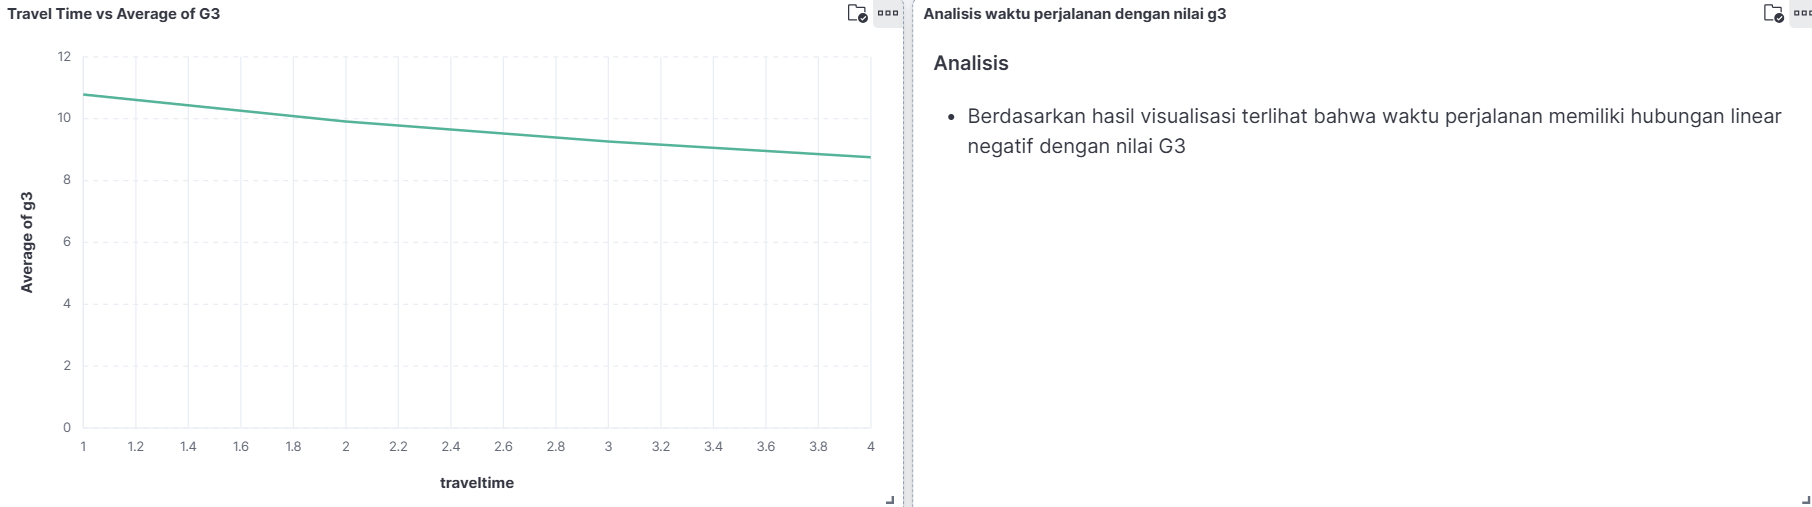 Travel Time vs Average of G3
12
10
8
6
4
2
0
Average of g3
1 1.2 1.4 1.6 1.8 2 2.2 2.4 2.6 2.8 3 3.2 3.4 3.6 3.8 4
traveltime
Analisis waktu perjalanan dengan nilai g3
Analisis
• Berdasarkan hasil visualisasi terlihat bahwa waktu perjalanan memiliki hubungan linear
negatif dengan nilai G3